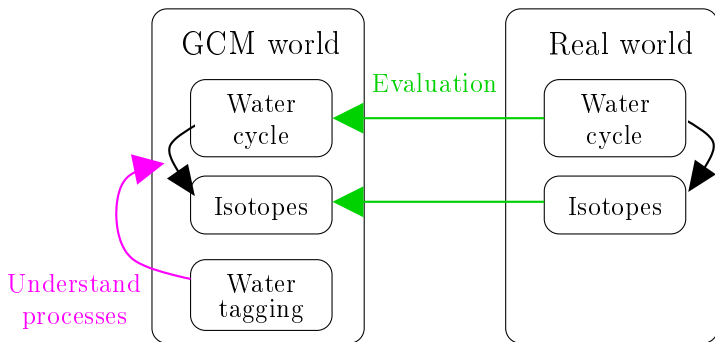 GCM world
Real world
Evaluation
Water
cycle
Water
cycle
Isotopes
Isotopes
Understand
processes
Water
tagging